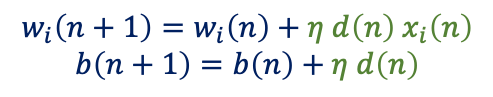 wᵢ(n + 1) = wᵢ(n) + η d(n) xᵢ(n)
b(n + 1) = b(n) + η d(n)